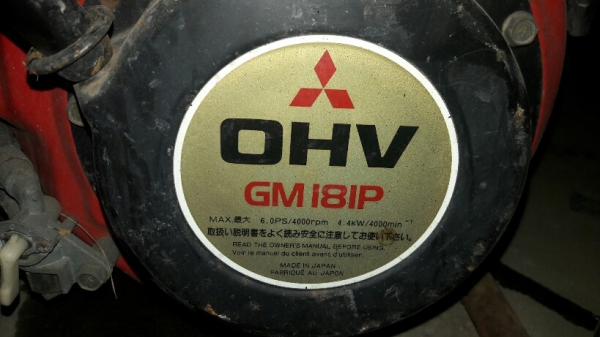 OHV
GM181P
MAX.最大 6.0PS/4000rpm 4.4kW/4000min⁻¹
取扱い説明書をよく読み安全に注意してお使い下さい。
READ THE OWNER'S MANUAL BEFORE USING.
Voir le manuel du client avant d'utiliser.
MADE IN JAPAN
FABRIQUÉ AU JAPON